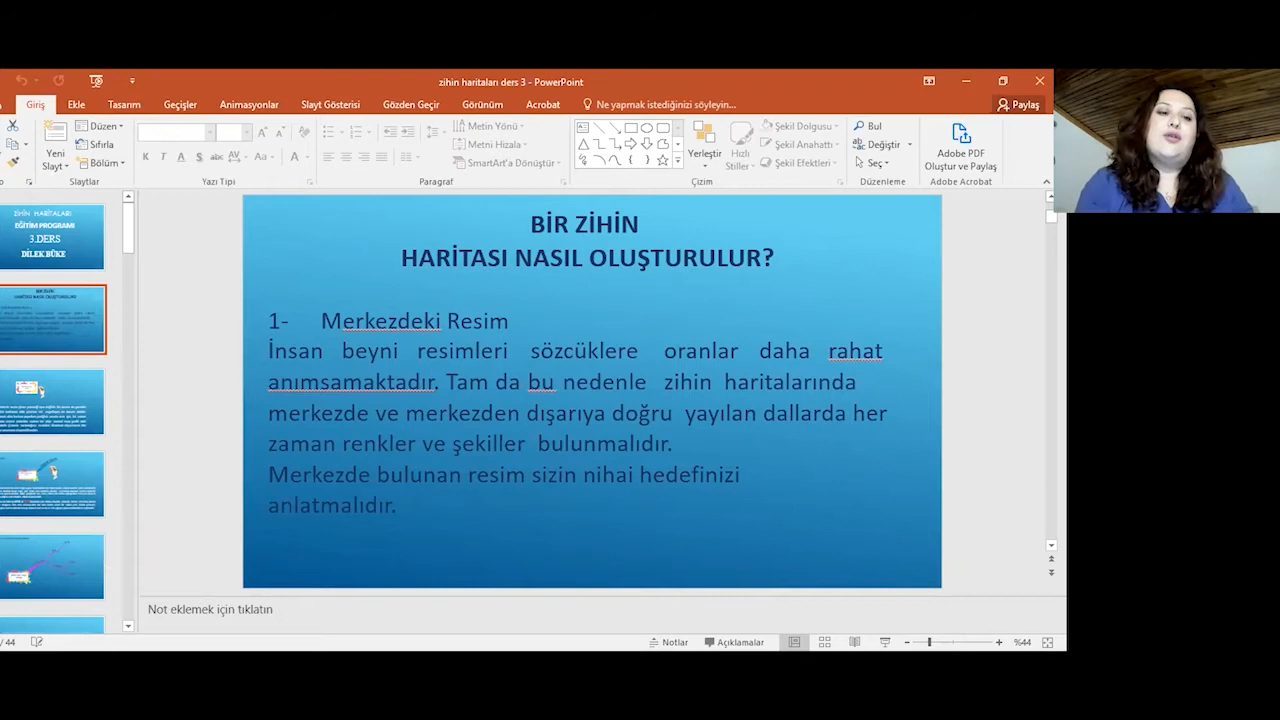 zihin haritaları ders 3 - PowerPoint
Giriş Ekle Tasarım Geçişler Animasyonlar Slayt Gösterisi Gözden Geçir Görünüm Acrobat Ne yapmak istediğinizi söyleyin... Paylaş
Yeni Slayt
Düzen
Sıfırla
Bölüm
Slaytlar
K T A S abc AV Aa A
Yazı Tipi
Metin Yönü
Metni Hizala
SmartArt'a Dönüştür
Paragraf
Yerleştir
Hızlı Stiller
Şekil Dolgusu
Şekil Anahattı
Şekil Efektleri
Çizim
Bul
Değiştir
Seç
Düzenleme
Adobe PDF
Oluştur ve Paylaş
Adobe Acrobat
ZİHİN HARİTALARI
EĞİTİM PROGRAMI
3.DERS
DİLEK BÜKE
BİR ZİHİN
HARİTASI NASIL OLUŞTURULUR?
1- Merkezdeki Resim
İnsan beyni resimleri sözcüklere oranlar daha rahat
anımsamaktadır. Tam da bu nedenle zihin haritalarında
merkezde ve merkezden dışarıya doğru yayılan dallarda her
zaman renkler ve şekiller bulunmalıdır.
Merkezde bulunan resim sizin nihai hedefinizi
anlatmalıdır.
Not eklemek için tıklatın
/ 44
Notlar Açıklamalar %44